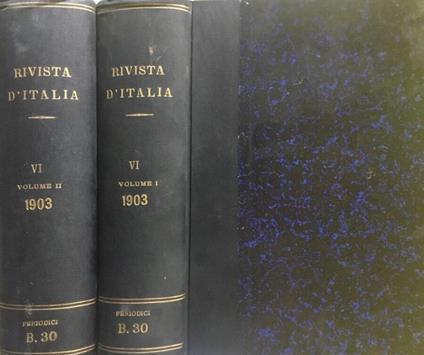 RIVISTA
D'ITALIA
VI
VOLUME II
1903
PERIODICI
B. 30
RIVISTA
D'ITALIA
VI
VOLUME I
1903
PERIODICI
B. 30